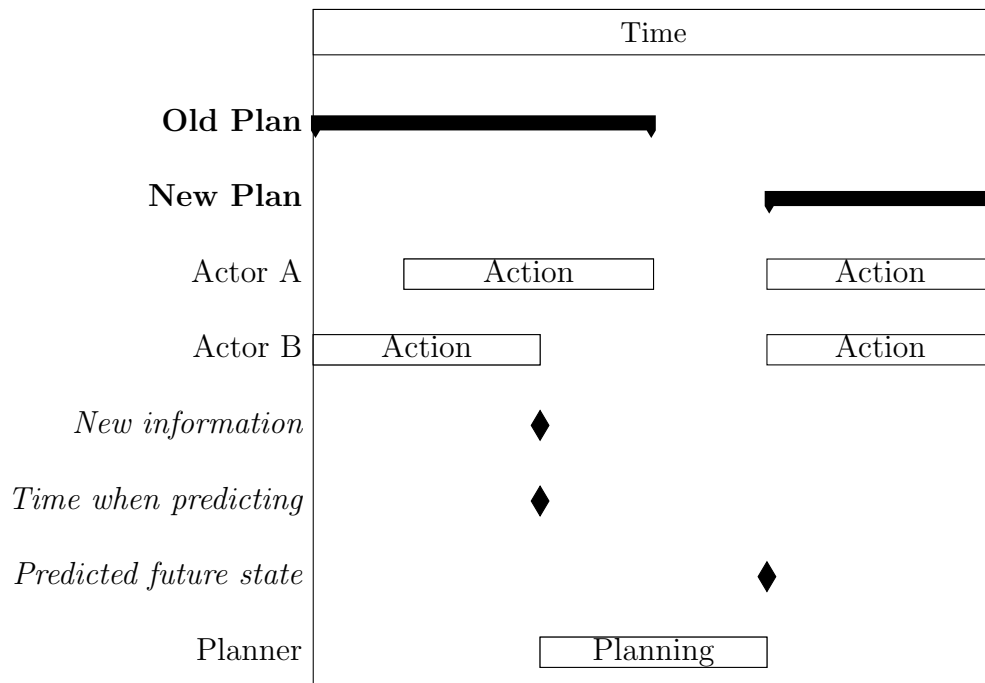 Time
Old Plan
New Plan
Actor A Action Action
Actor B Action Action
New information
Time when predicting
Predicted future state
Planner Planning